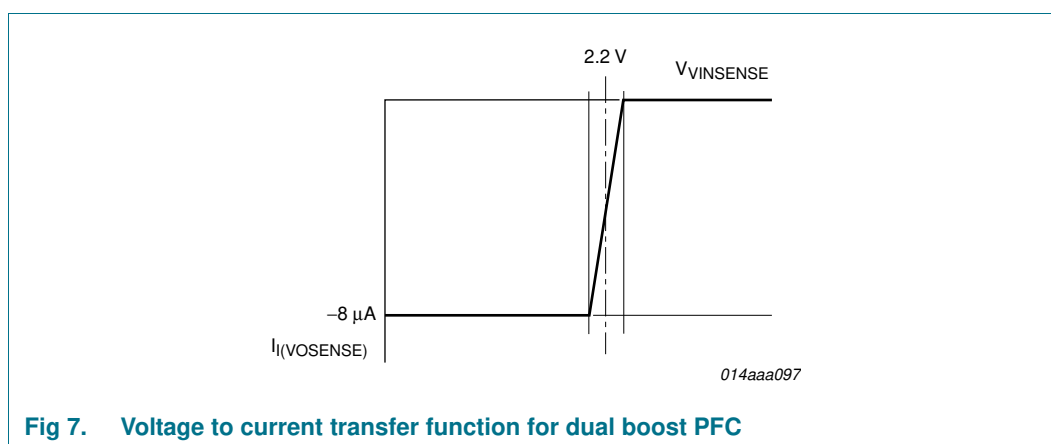 2.2 V
VVINSENSE
−8 μA
II(VOSENSE)
014aaa097
Fig 7. Voltage to current transfer function for dual boost PFC